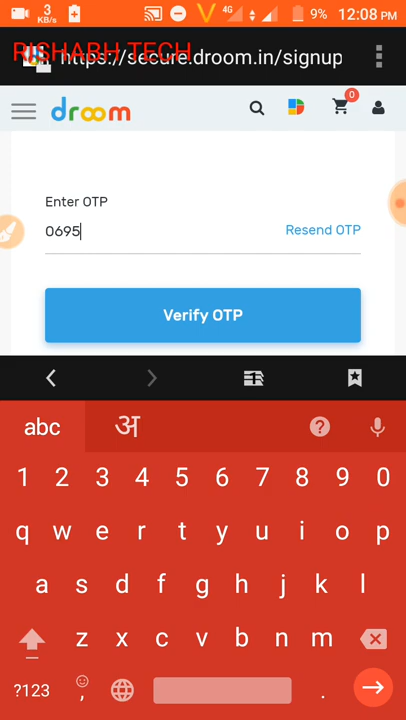 3
KB/s
4G
9%
12:08 PM
RISHABH TECH
https://secure.droom.in/signup
droom
0
Enter OTP
0695
Resend OTP
Verify OTP
abc
अ
?
1 2 3 4 5 6 7 8 9 0
q w e r t y u i o p
a s d f g h j k l
z x c v b n m
?123
,
.